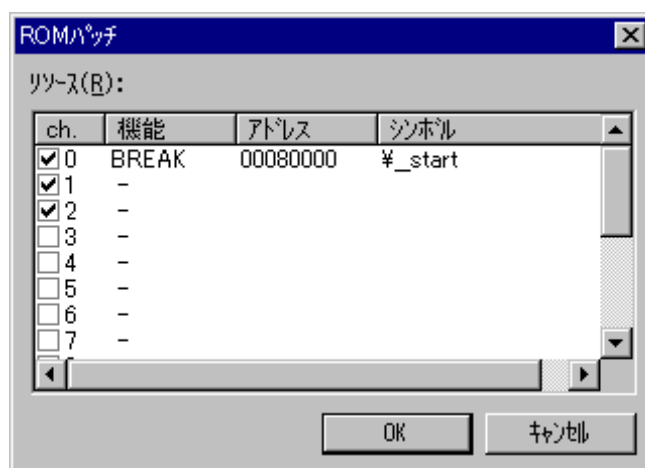 ROMﾊﾟｯﾁ
ﾘｿｰｽ(R):
ch. 機能 ｱﾄﾞﾚｽ ｼﾝﾎﾞﾙ
0 BREAK 00080000 ¥_start
1 -
2 -
3 -
4 -
5 -
6 -
7 -
OK ｷｬﾝｾﾙ